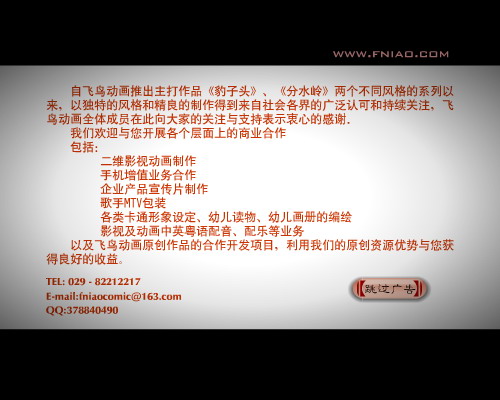 WWW.FNIAO.COM
自飞鸟动画推出主打作品《豹子头》、《分水岭》两个不同风格的系列以
来，以独特的风格和精良的制作得到来自社会各界的广泛认可和持续关注，飞
鸟动画全体成员在此向大家的关注与支持表示衷心的感谢.
我们欢迎与您开展各个层面上的商业合作
包括:
二维影视动画制作
手机增值业务合作
企业产品宣传片制作
歌手MTV包装
各类卡通形象设定、幼儿读物、幼儿画册的编绘
影视及动画中英粤语配音、配乐等业务
以及飞鸟动画原创作品的合作开发项目，利用我们的原创资源优势与您获
得良好的收益。
TEL: 029 - 82212217
E-mail:fniaocomic@163.com
QQ:378840490
跳过广告